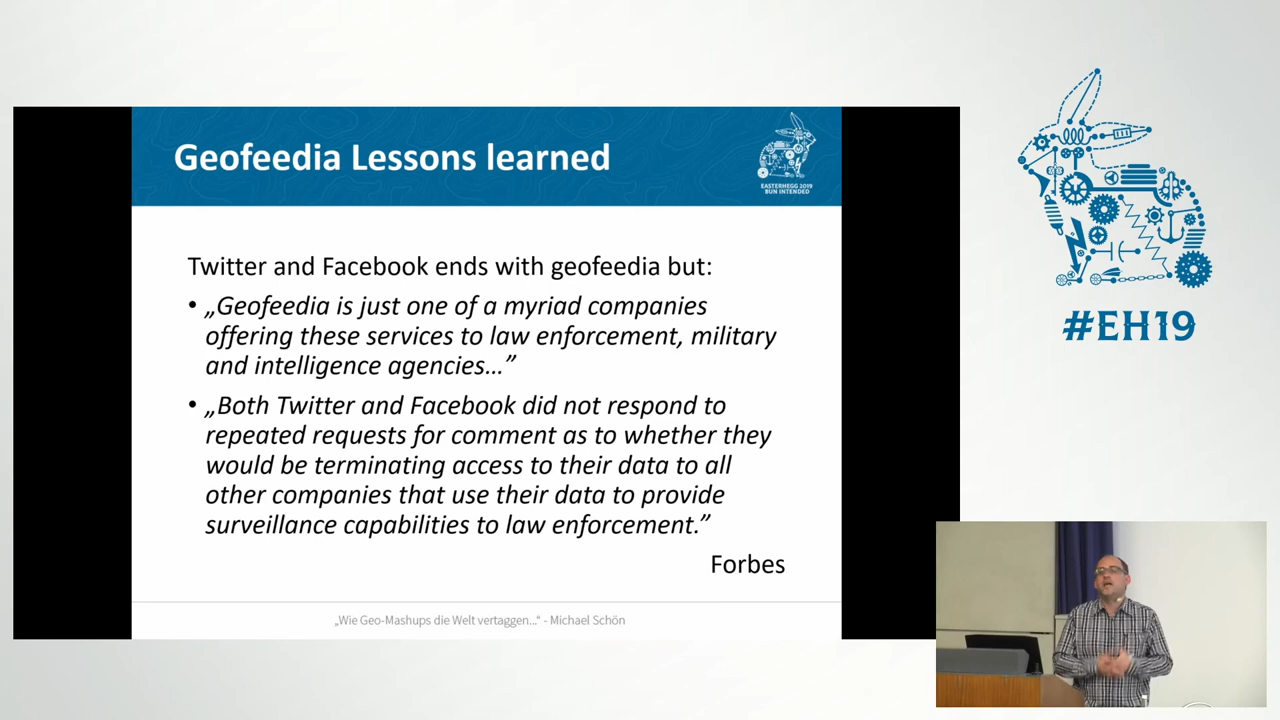 Geofeedia Lessons learned
EASTERHEGG 2019
BUN INTENDED
Twitter and Facebook ends with geofeedia but:
• „Geofeedia is just one of a myriad companies
offering these services to law enforcement, military
and intelligence agencies…”
• „Both Twitter and Facebook did not respond to
repeated requests for comment as to whether they
would be terminating access to their data to all
other companies that use their data to provide
surveillance capabilities to law enforcement.”
Forbes
„Wie Geo-Mashups die Welt vertaggen...“ - Michael Schön
#EH19